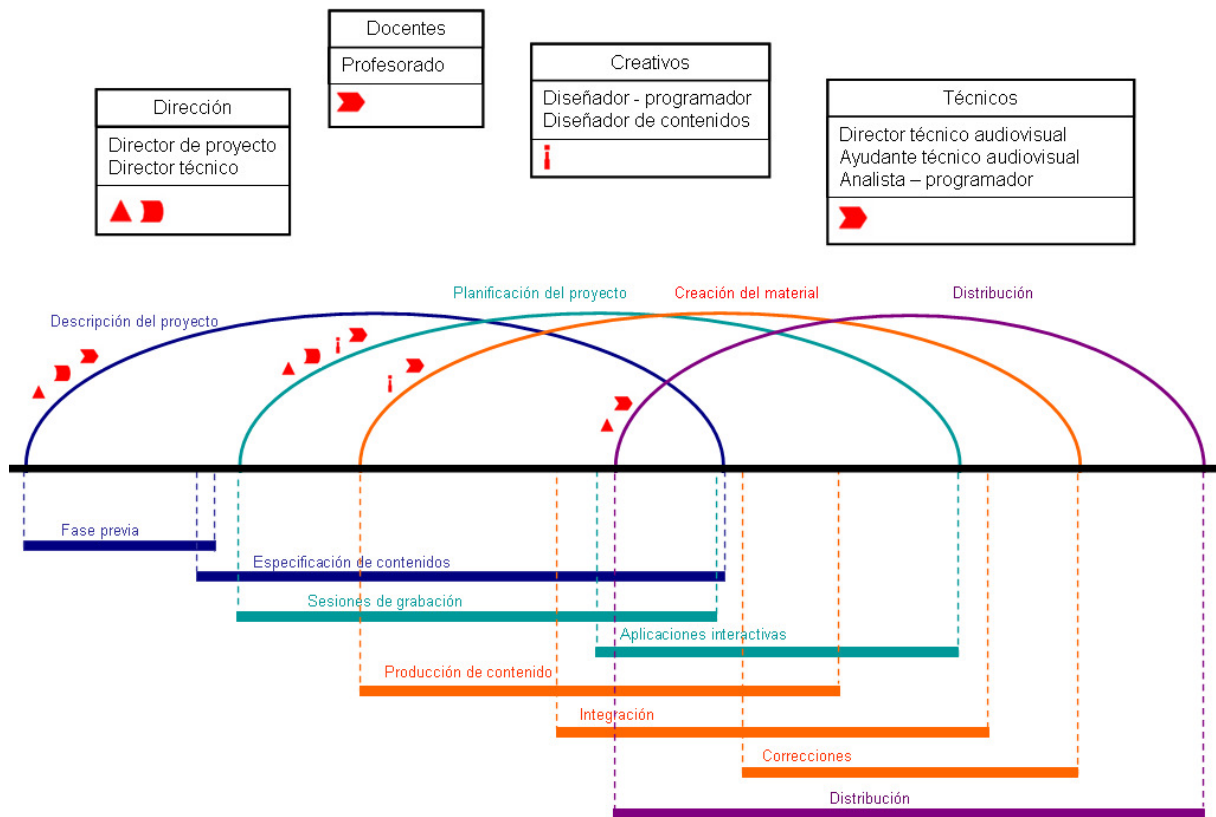 Docentes
Profesorado
Creativos
Diseñador - programador
Diseñador de contenidos
Dirección
Director de proyecto
Director técnico
Técnicos
Director técnico audiovisual
Ayudante técnico audiovisual
Analista – programador
Descripción del proyecto
Planificación del proyecto
Creación del material
Distribución
Fase previa
Especificación de contenidos
Sesiones de grabación
Aplicaciones interactivas
Producción de contenido
Integración
Correcciones
Distribución